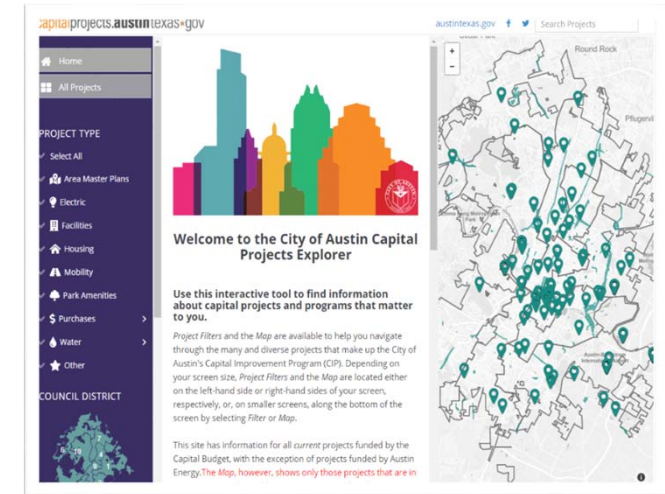 capitalprojects.austintexas.gov
austintexas.gov
Search Projects
Home
All Projects
PROJECT TYPE
Select All
Area Master Plans
Electric
Facilities
Housing
Mobility
Park Amenities
$ Purchases
Water
Other
COUNCIL DISTRICT
Welcome to the City of Austin Capital
Projects Explorer
Use this interactive tool to find information
about capital projects and programs that matter
to you.
Project Filters and the Map are available to help you navigate
through the many and diverse projects that make up the City of
Austin's Capital Improvement Program (CIP). Depending on
your screen size, Project Filters and the Map are located either
on the left-hand side or right-hand sides of your screen,
respectively, or, on smaller screens, along the bottom of the
screen by selecting Filter or Map.
This site has information for all current projects funded by the
Capital Budget, with the exception of projects funded by Austin
Energy.The Map, however, shows only those projects that are in
+
-
Round Rock
Pflugervil